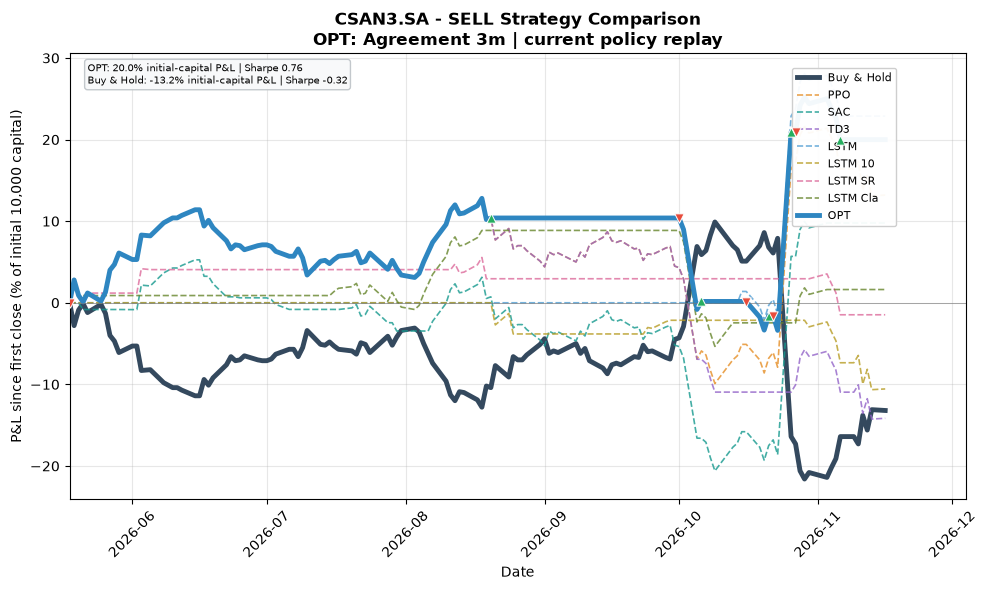 CSAN3.SA - SELL Strategy Comparison
OPT: Agreement 3m | current policy replay
OPT: 20.0% initial-capital P&L | Sharpe 0.76
Buy & Hold: -13.2% initial-capital P&L | Sharpe -0.32
Buy & Hold
PPO
SAC
TD3
LSTM
LSTM 10
LSTM SR
LSTM Cla
OPT
P&L since first close (% of initial 10,000 capital)
30
20
10
0
−10
−20
2026-06
2026-07
2026-08
2026-09
2026-10
2026-11
2026-12
Date